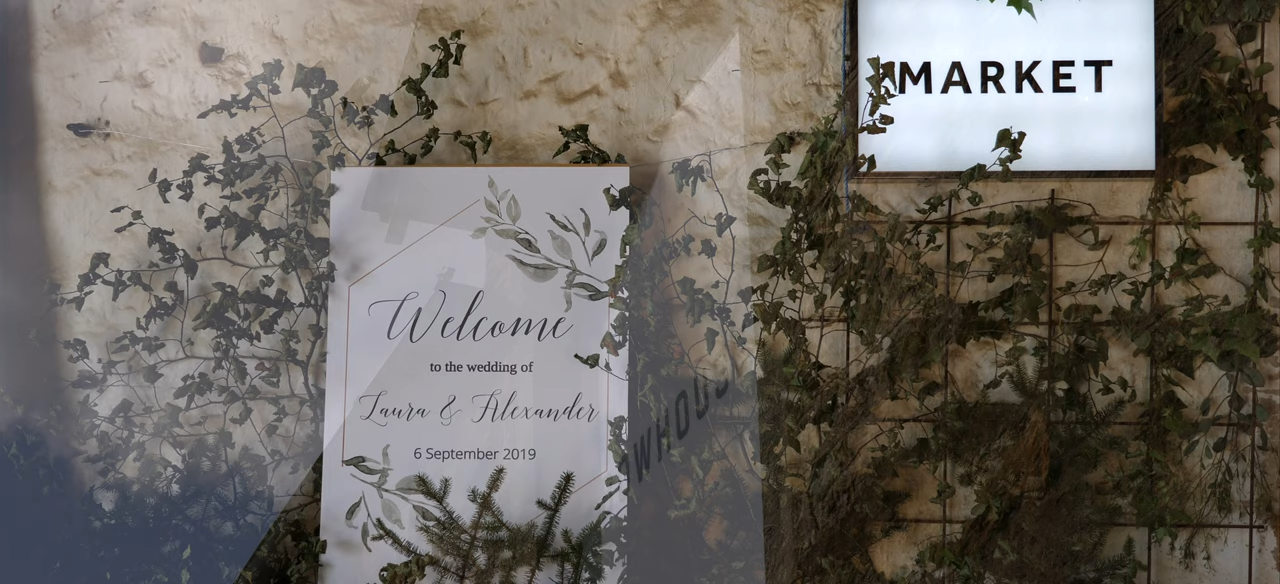 MARKET
Welcome
to the wedding of
Laura & Alexander
6 September 2019